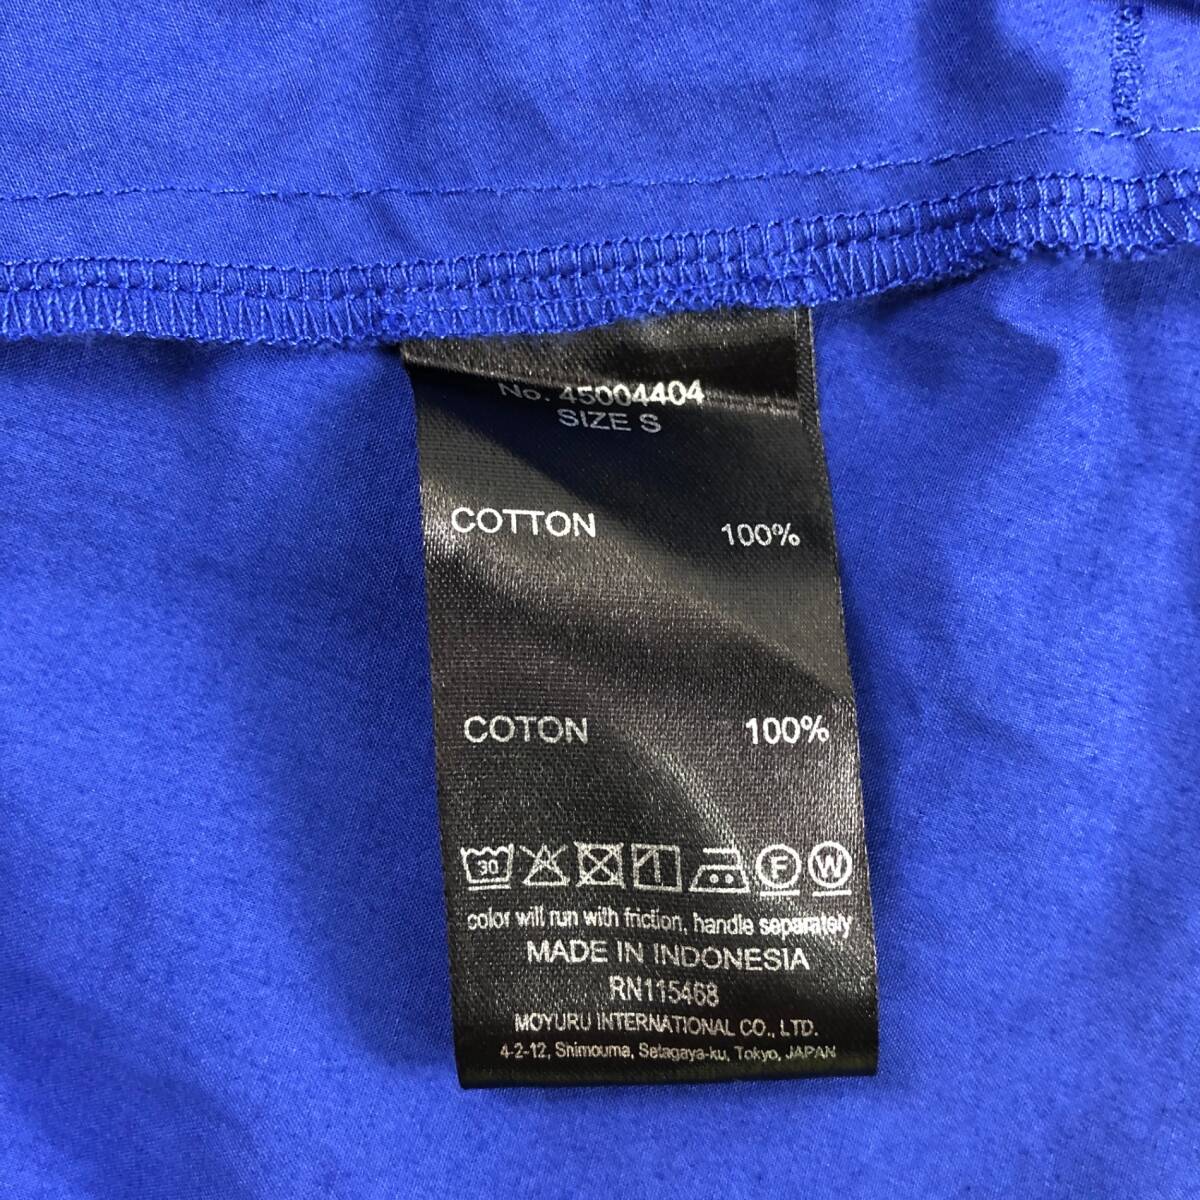 No. 45004404
SIZE S
COTTON 100%
COTON 100%
30 F W
color will run with friction, handle separately
MADE IN INDONESIA
RN115468
MOYURU INTERNATIONAL CO., LTD.
4-2-12, Shimouma, Setagaya-ku, Tokyo, JAPAN